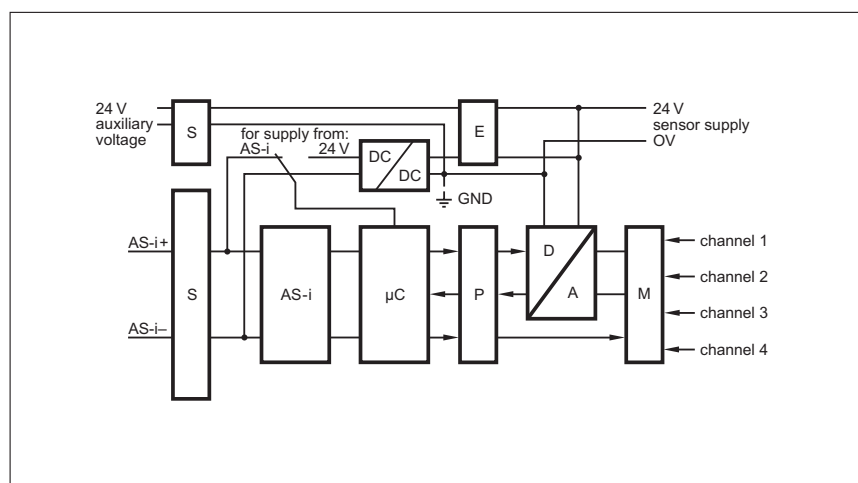 24 V
auxiliary
voltage
S
E
24 V
sensor supply
OV
for supply from:
AS-i
24 V
DC
DC
GND
AS-i+
AS-i–
S
AS-i
µC
P
D
A
M
channel 1
channel 2
channel 3
channel 4